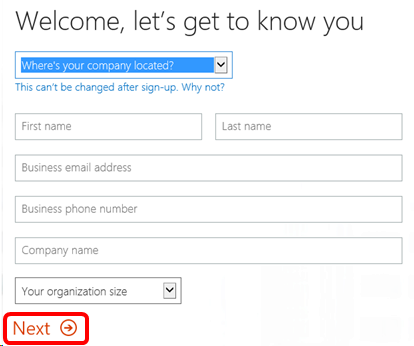 Welcome, let's get to know you
Where's your company located?
This can't be changed after sign-up. Why not?
First name Last name
Business email address
Business phone number
Company name
Your organization size
Next